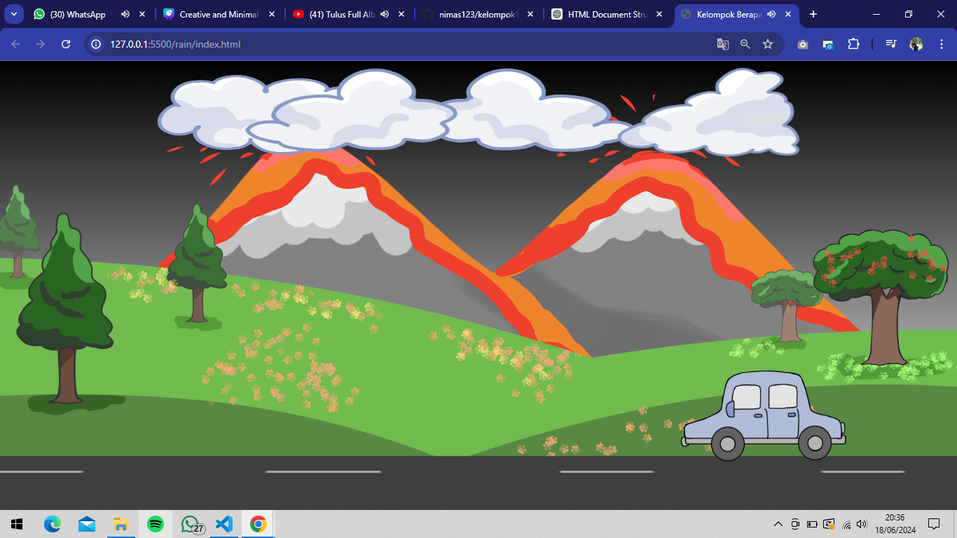 (30) WhatsApp
Creative and Minimal
(41) Tulus Full Alb
nimas123/kelompok1
HTML Document Stru
Kelompok Berapa
127.0.0.1:5500/rain/index.html
27
20:36
18/06/2024